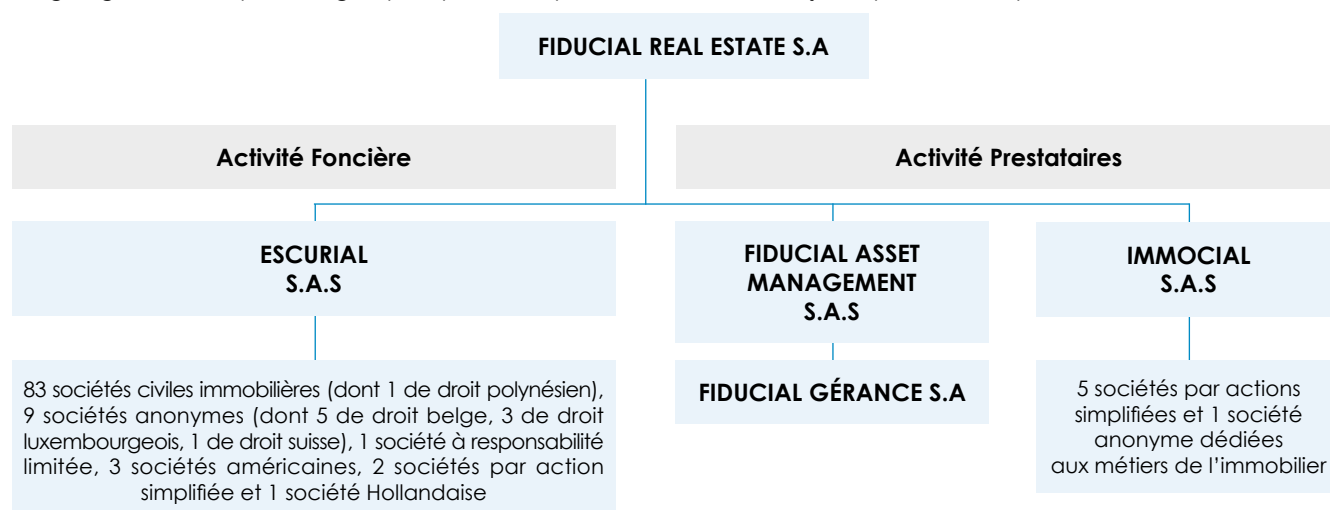 FIDUCIAL REAL ESTATE S.A
Activité Foncière
Activité Prestataires
ESCURIAL
S.A.S
FIDUCIAL ASSET
MANAGEMENT
S.A.S
IMMOCIAL
S.A.S
83 sociétés civiles immobilières (dont 1 de droit polynésien),
9 sociétés anonymes (dont 5 de droit belge, 3 de droit
luxembourgeois, 1 de droit suisse), 1 société à responsabilité
limitée, 3 sociétés américaines, 2 sociétés par action
simplifiée et 1 société Hollandaise
FIDUCIAL GÉRANCE S.A
5 sociétés par actions
simplifiées et 1 société
anonyme dédiées
aux métiers de l’immobilier